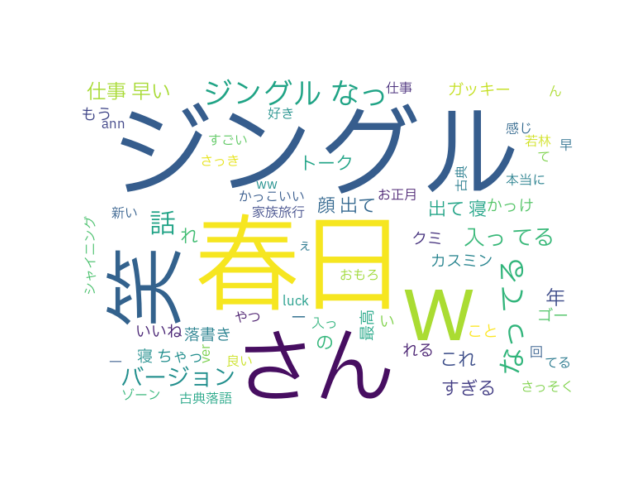 仕事 早い
ジングル なっ
仕事
ガッキー
ん
もう
ann
好き
ジングル
感じ
すごい
若林
早
さっき
トーク
て
古典
本当に
ww
かっこいい
お正月
新い
家族旅行
顔 出て
出て 寝
かっけ
話
れ
春日
クミ
入っ てる
シャイニング
笑
え
カスミン
おもろ
なってる
luck
w
年
やつ
ー
入っ
最高
い
ゴー
いいね
落書き
さん
の
こと
一
寝 ちゃっ
ver
良い
れる
これ
回
てる
バージョン
すぎる
さっそく
ゾーン
古典落語